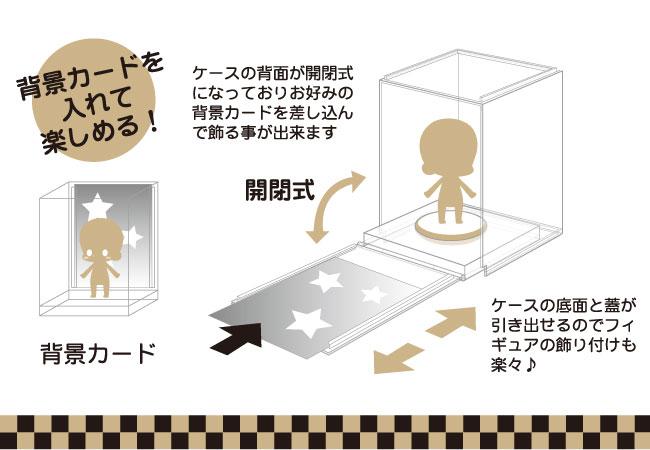 背景カードを
入れて
楽しめる！
ケースの背面が開閉式
になっておりお好みの
背景カードを差し込ん
で飾る事が出来ます
開閉式
背景カード
ケースの底面と蓋が
引き出せるのでフィ
ギュアの飾り付けも
楽々♪